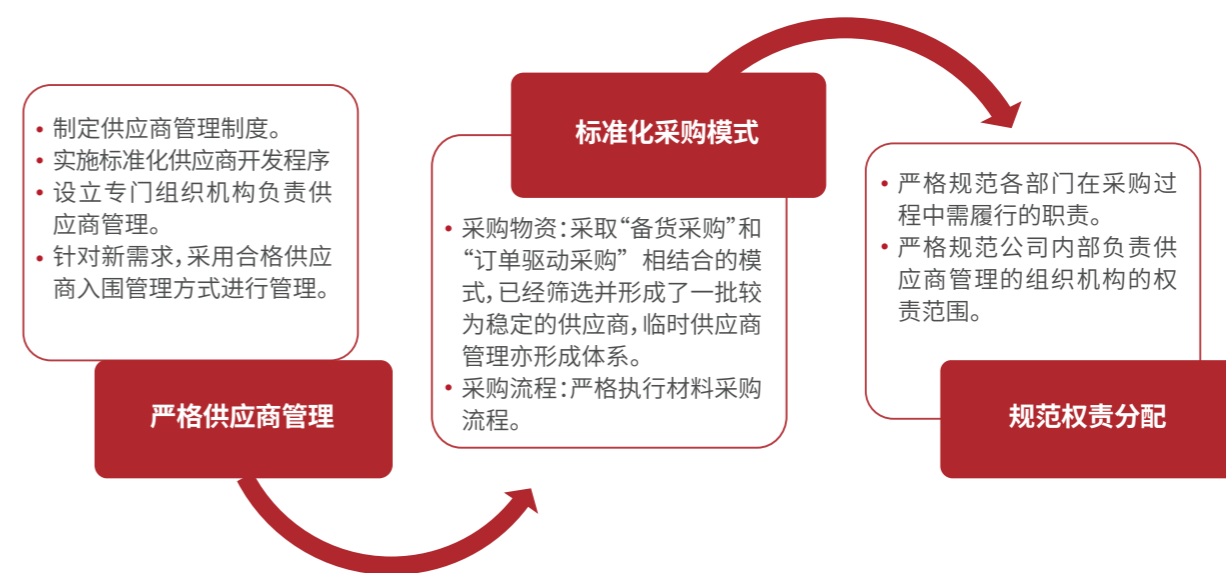 • 制定供应商管理制度。
• 实施标准化供应商开发程序
• 设立专门组织机构负责供
应商管理。
• 针对新需求，采用合格供应
商入围管理方式进行管理。
严格供应商管理
标准化采购模式
• 采购物资：采取“备货采购”和
“订单驱动采购” 相结合的模
式，已经筛选并形成了一批较
为稳定的供应商，临时供应商
管理亦形成体系。
• 采购流程：严格执行材料采购
流程。
• 严格规范各部门在采购过
程中需履行的职责。
• 严格规范公司内部负责供
应商管理的组织机构的权
责范围。
规范权责分配